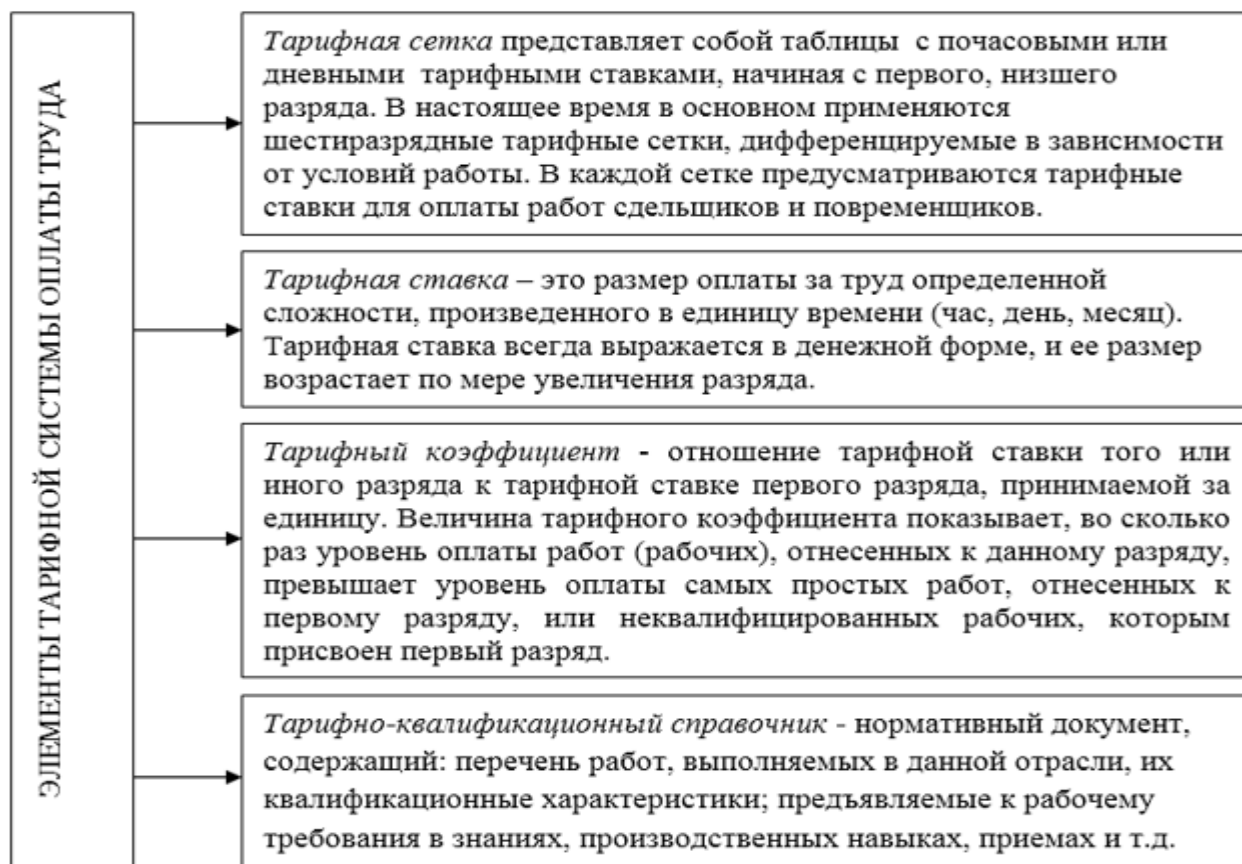 ЭЛЕМЕНТЫ ТАРИФНОЙ СИСТЕМЫ ОПЛАТЫ ТРУДА
Тарифная сетка представляет собой таблицы с почасовыми или
дневными тарифными ставками, начиная с первого, низшего
разряда. В настоящее время в основном применяются
шестиразрядные тарифные сетки, дифференцируемые в зависимости
от условий работы. В каждой сетке предусматриваются тарифные
ставки для оплаты работ сдельщиков и повременщиков.
Тарифная ставка – это размер оплаты за труд определенной
сложности, произведенного в единицу времени (час, день, месяц).
Тарифная ставка всегда выражается в денежной форме, и ее размер
возрастает по мере увеличения разряда.
Тарифный коэффициент - отношение тарифной ставки того или
иного разряда к тарифной ставке первого разряда, принимаемой за
единицу. Величина тарифного коэффициента показывает, во сколько
раз уровень оплаты работ (рабочих), отнесенных к данному разряду,
превышает уровень оплаты самых простых работ, отнесенных к
первому разряду, или неквалифицированных рабочих, которым
присвоен первый разряд.
Тарифно-квалификационный справочник - нормативный документ,
содержащий: перечень работ, выполняемых в данной отрасли, их
квалификационные характеристики; предъявляемые к рабочему
требования в знаниях, производственных навыках, приемах и т.д.